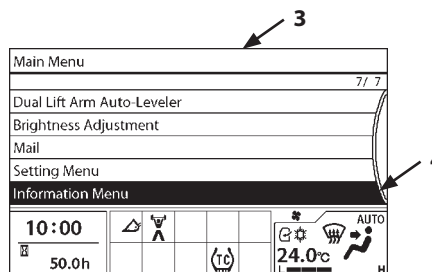 3
Main Menu
7/ 7
Dual Lift Arm Auto-Leveler
Brightness Adjustment
Mail
Setting Menu
Information Menu
10:00
AUTO
TC
50.0h
24.0°C
H